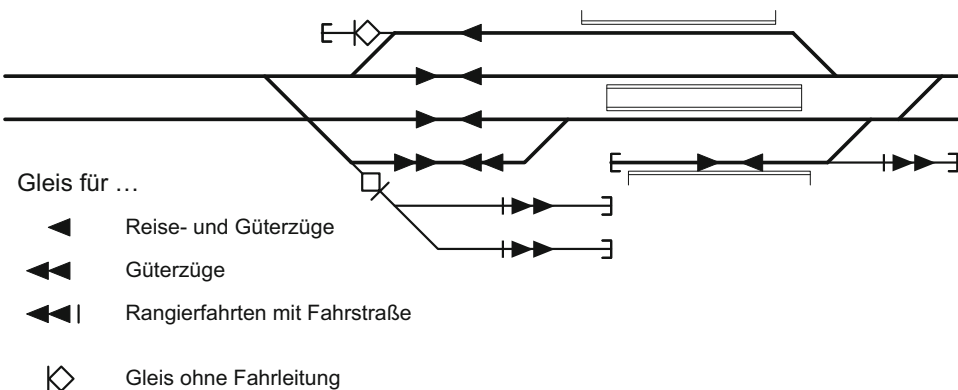 Gleis für ...
Reise- und Güterzüge
Güterzüge
Rangierfahrten mit Fahrstraße
Gleis ohne Fahrleitung